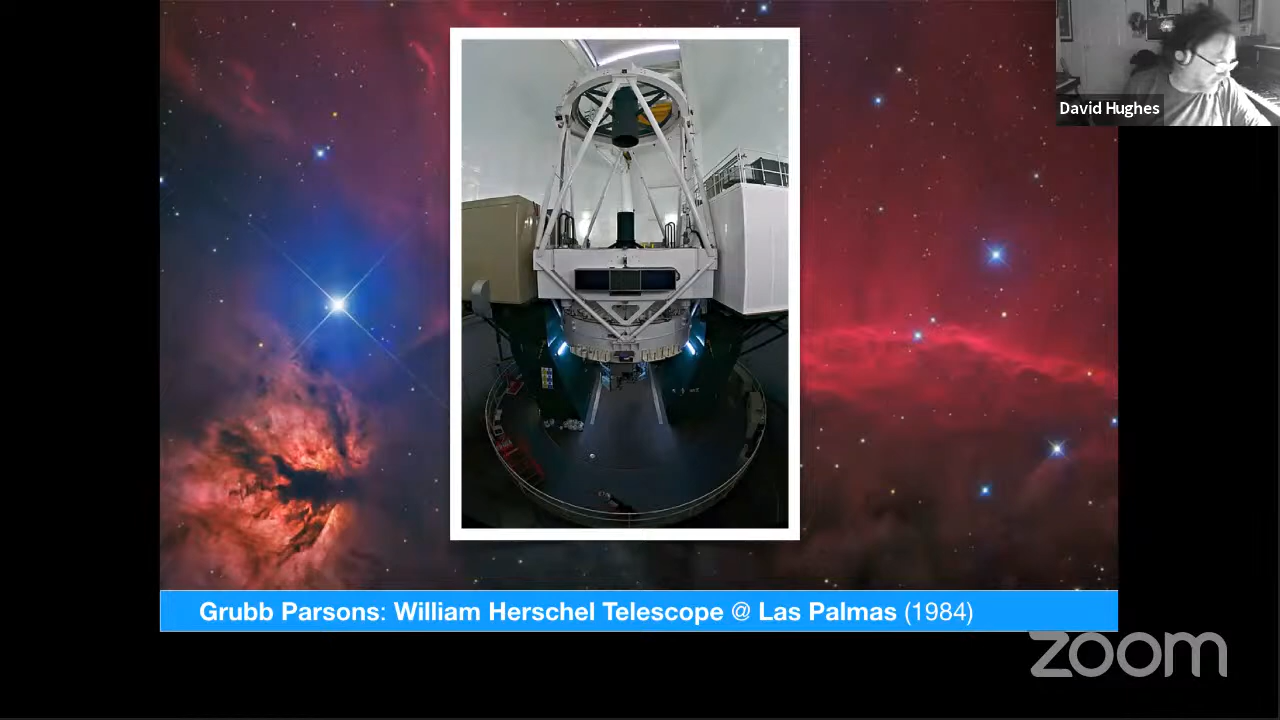 David Hughes
Grubb Parsons: William Herschel Telescope @ Las Palmas (1984)
zoom